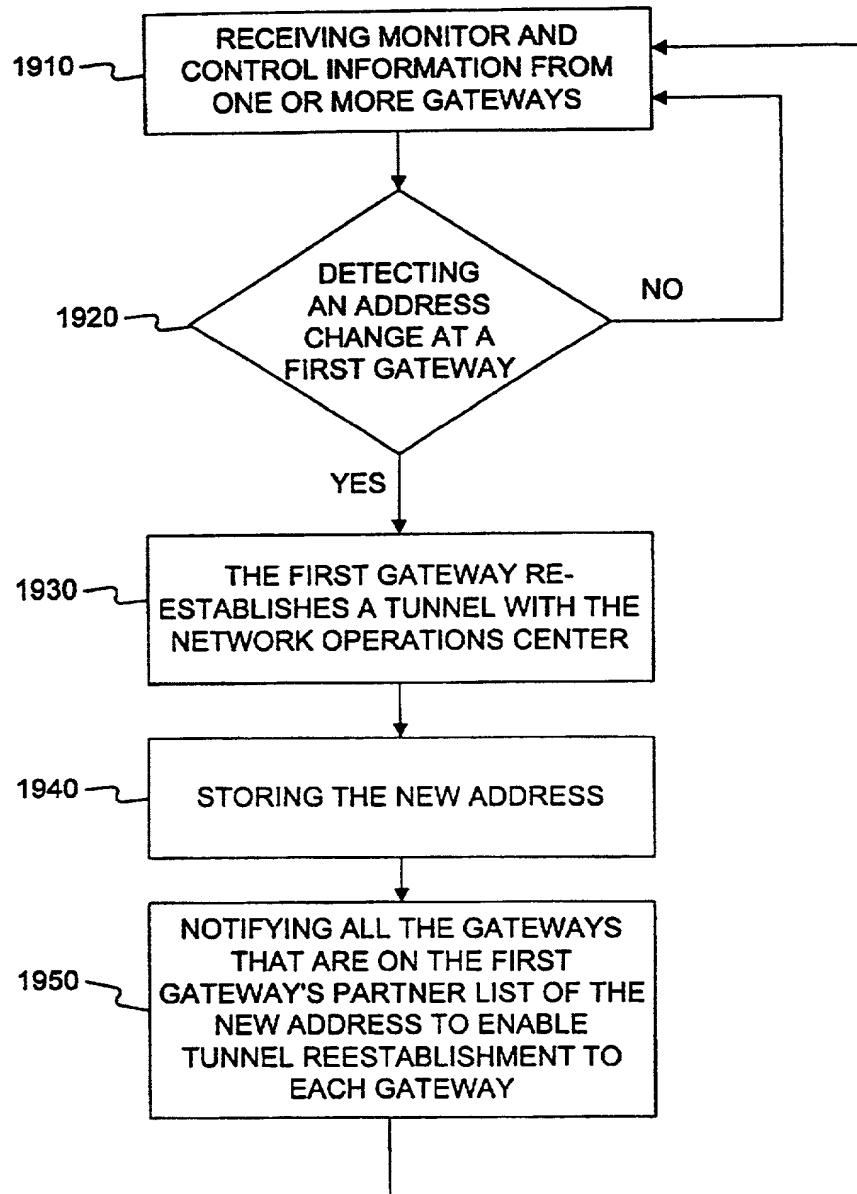 1910
RECEIVING MONITOR AND
CONTROL INFORMATION FROM
ONE OR MORE GATEWAYS
1920
DETECTING
AN ADDRESS
CHANGE AT A
FIRST GATEWAY
NO
YES
1930
THE FIRST GATEWAY RE-
ESTABLISHES A TUNNEL WITH THE
NETWORK OPERATIONS CENTER
1940
STORING THE NEW ADDRESS
1950
NOTIFYING ALL THE GATEWAYS
THAT ARE ON THE FIRST
GATEWAY'S PARTNER LIST OF THE
NEW ADDRESS TO ENABLE
TUNNEL REESTABLISHMENT TO
EACH GATEWAY